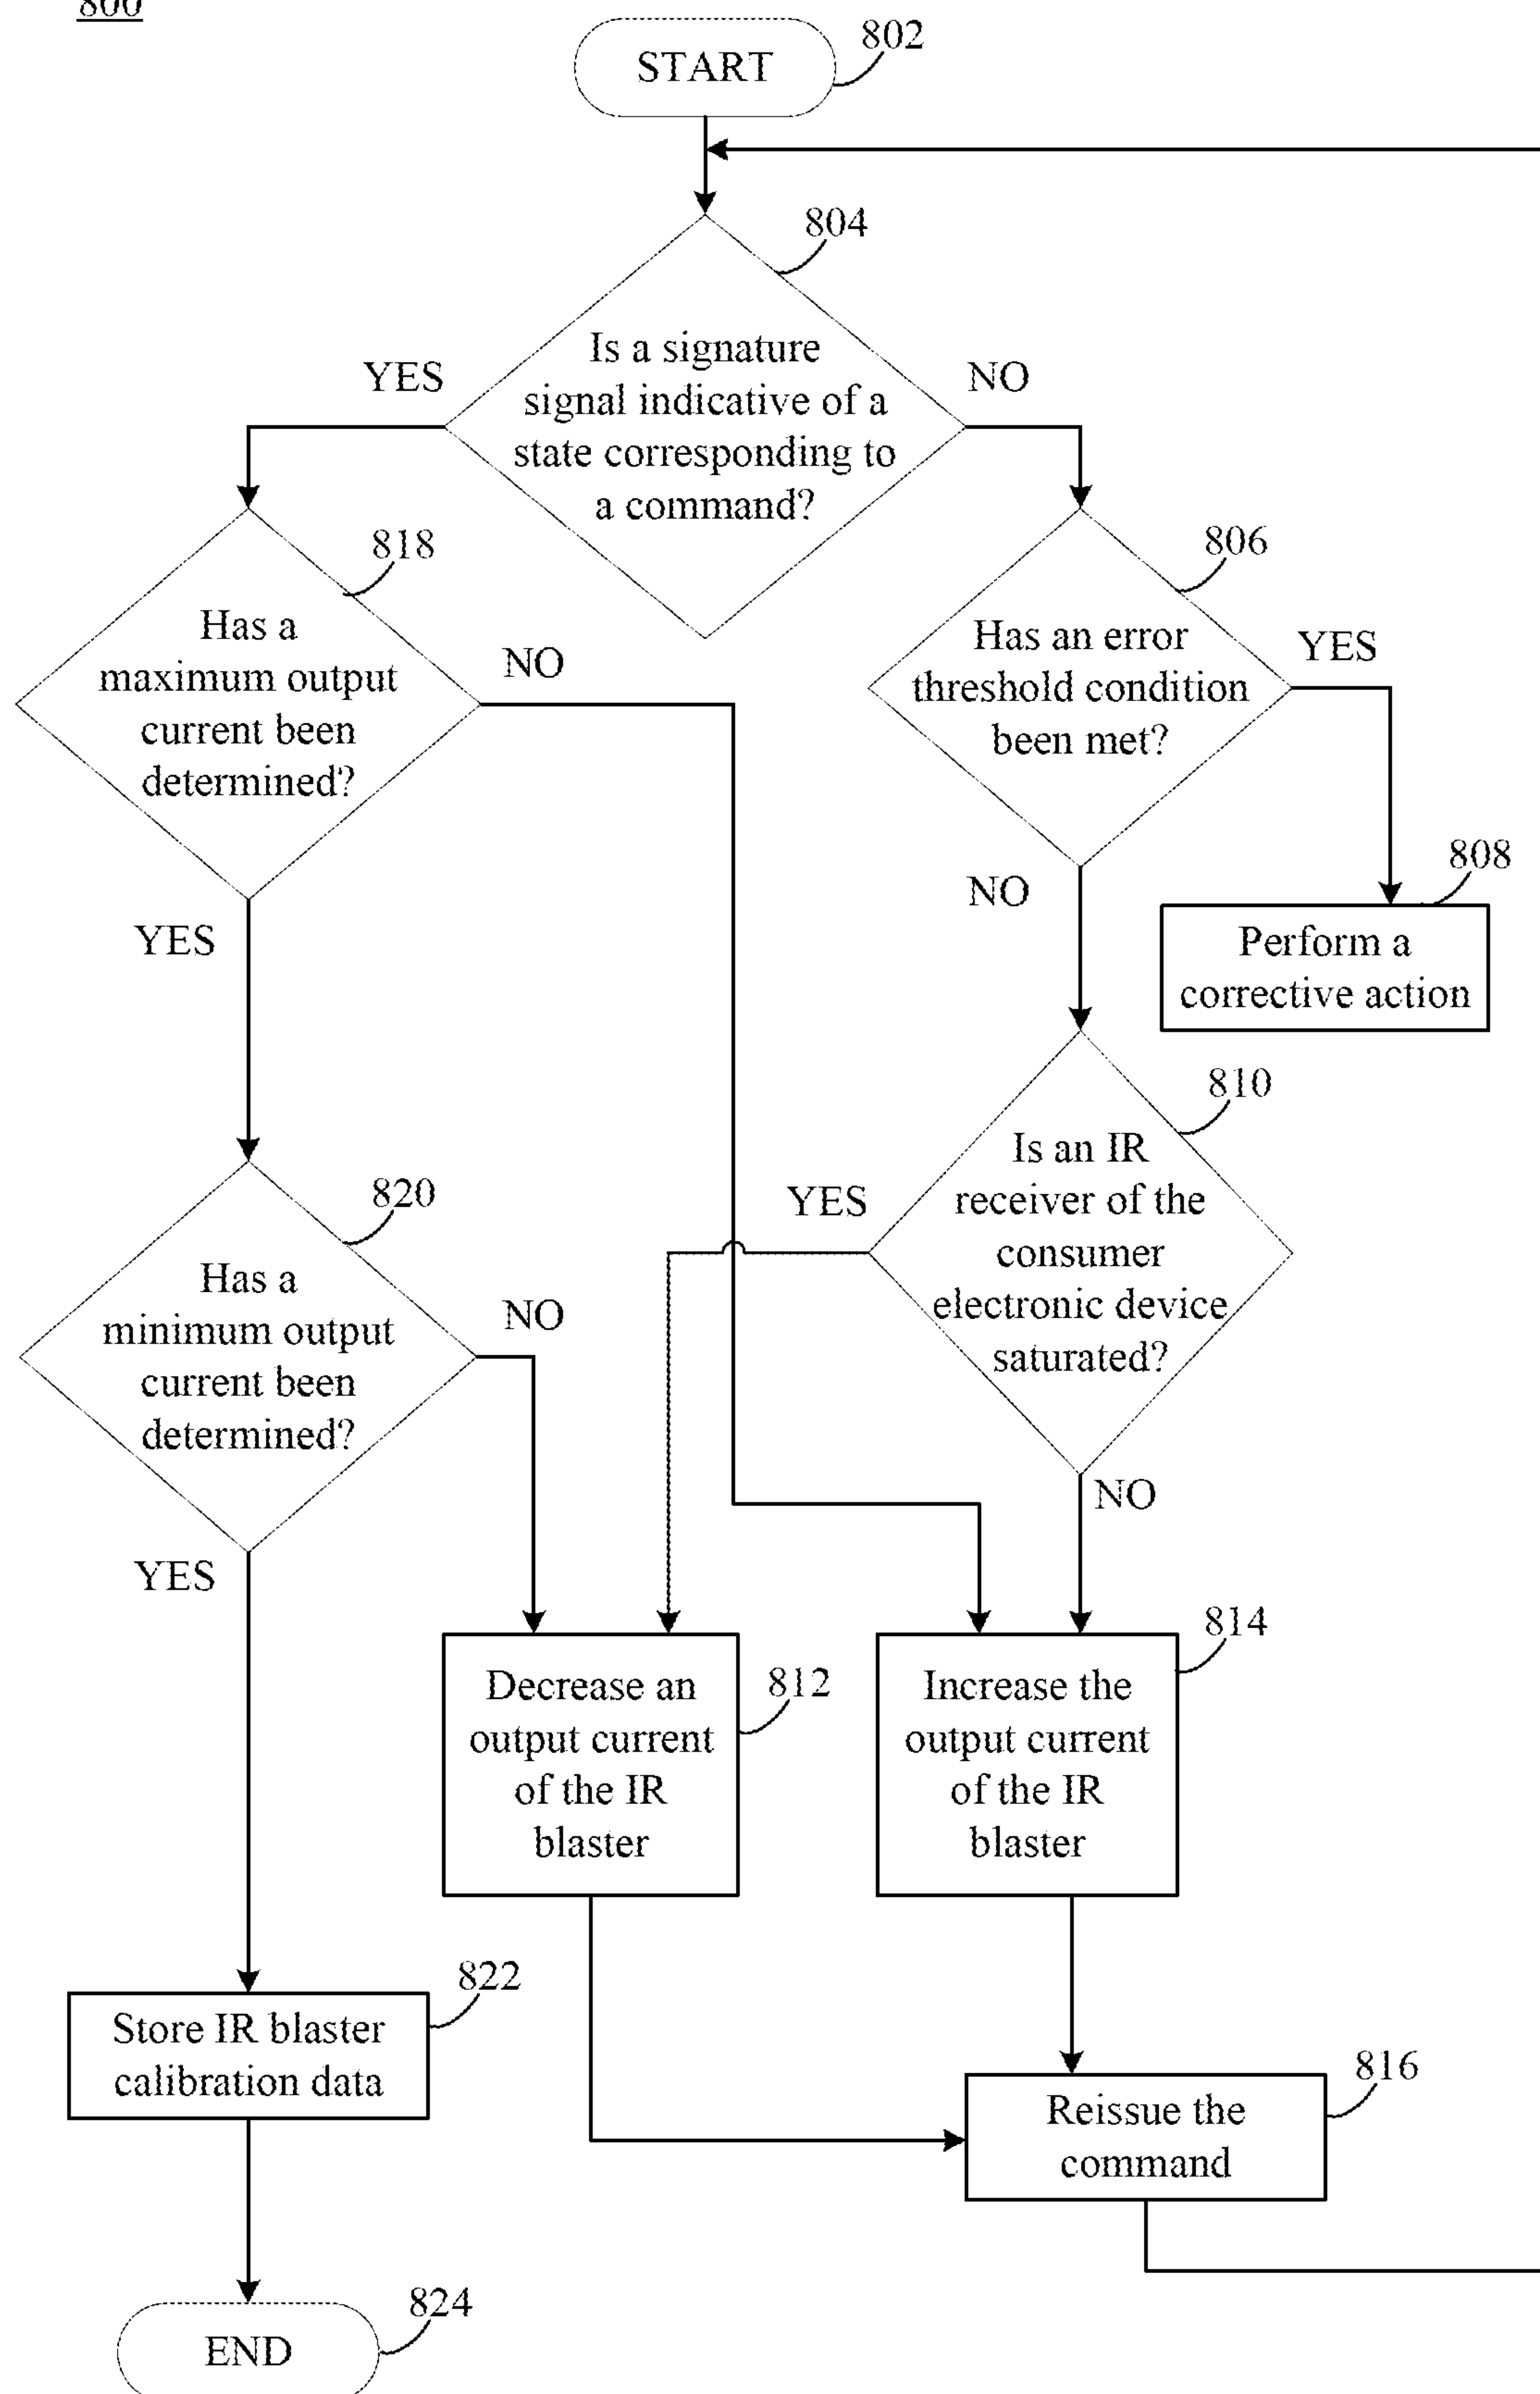 800
START
802
804
Is a signature
signal indicative of a
state corresponding to
a command?
YES
NO
818
Has a
maximum output
current been
determined?
NO
YES
806
Has an error
threshold condition
been met?
YES
NO
808
Perform a
corrective action
810
Is an IR
receiver of the
consumer
electronic device
saturated?
YES
NO
820
Has a
minimum output
current been
determined?
NO
YES
812
Decrease an
output current
of the IR
blaster
814
Increase the
output current
of the IR
blaster
822
Store IR blaster
calibration data
816
Reissue the
command
824
END